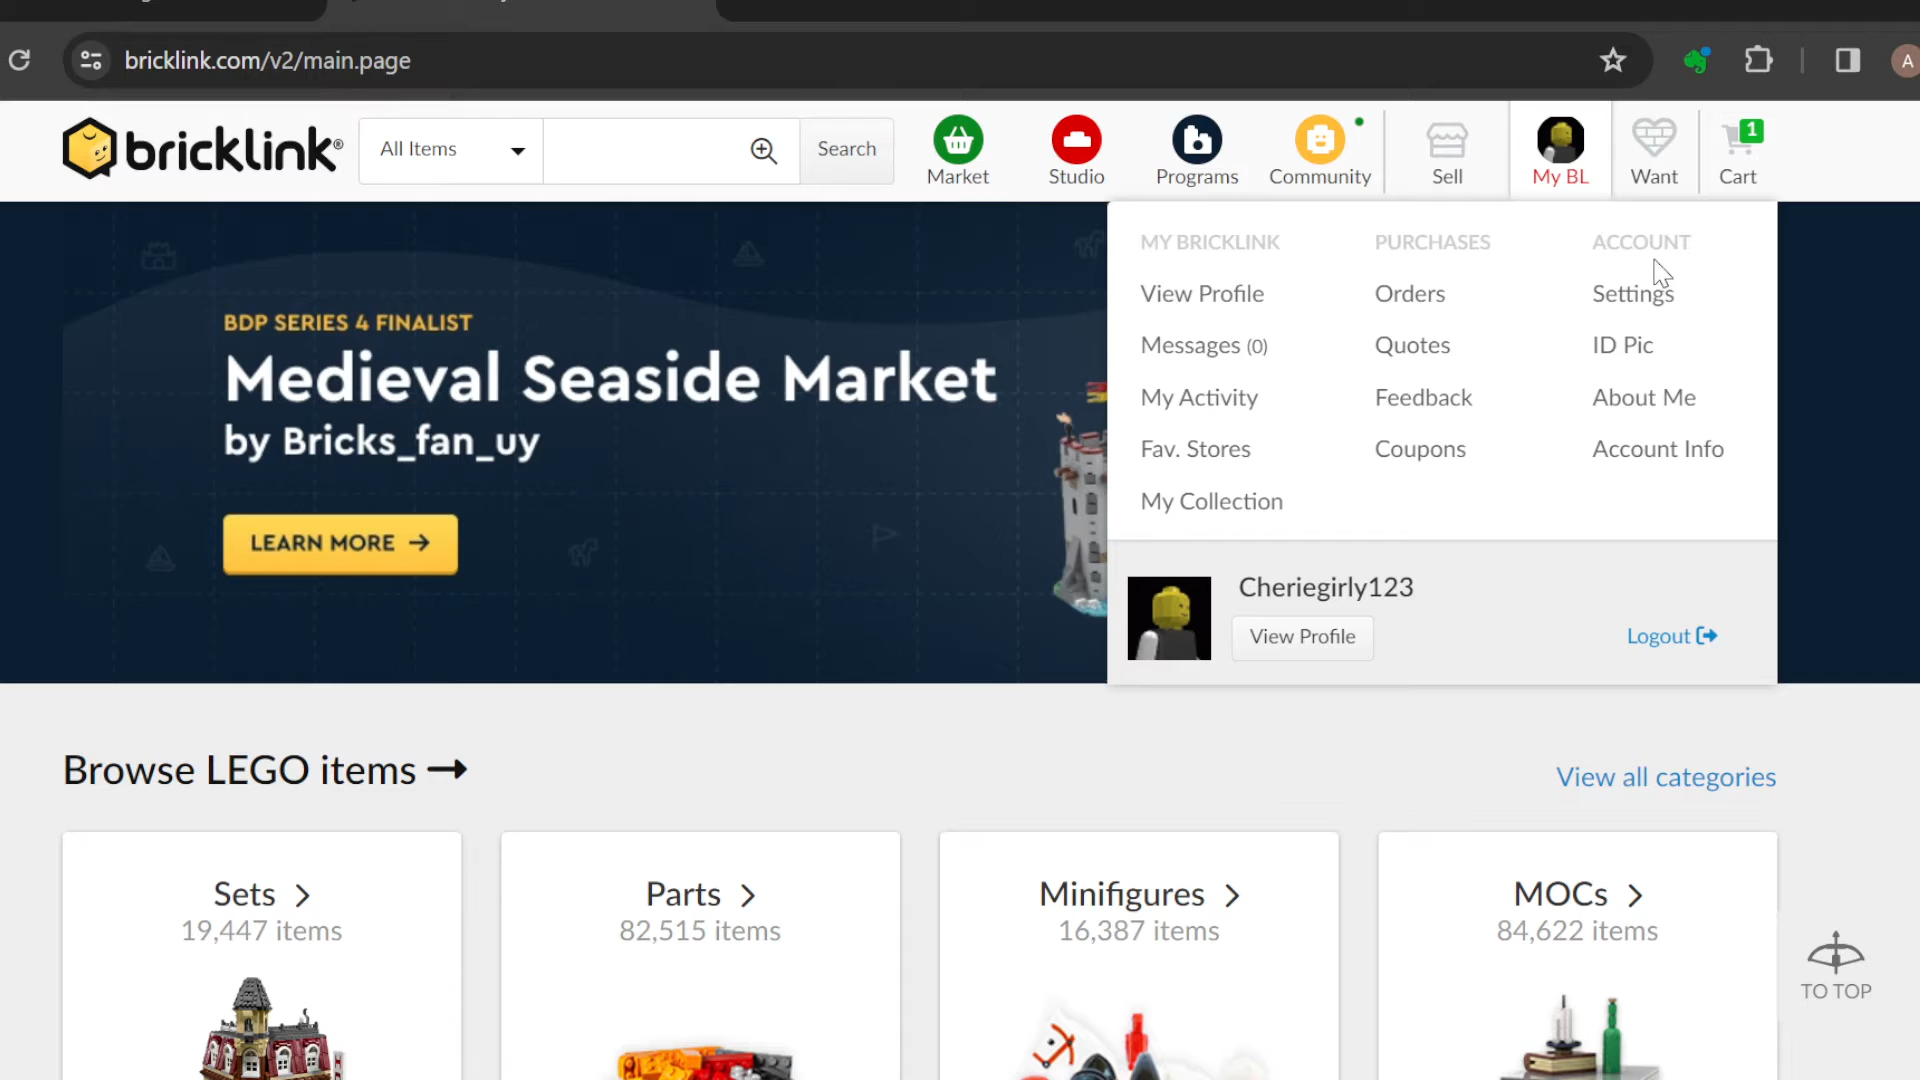 bricklink.com/v2/main.page
A
bricklink®
All Items
Search
Market
Studio
Programs
Community
Sell
My BL
Want
1
Cart
MY BRICKLINK
View Profile
Messages (0)
My Activity
Fav. Stores
My Collection
PURCHASES
Orders
Quotes
Feedback
Coupons
ACCOUNT
Settings
ID Pic
About Me
Account Info
Cheriegirly123
View Profile
Logout
BDP SERIES 4 FINALIST
Medieval Seaside Market
by Bricks_fan_uy
LEARN MORE →
Browse LEGO items →
View all categories
Sets >
19,447 items
Parts >
82,515 items
Minifigures >
16,387 items
MOCs >
84,622 items
TO TOP